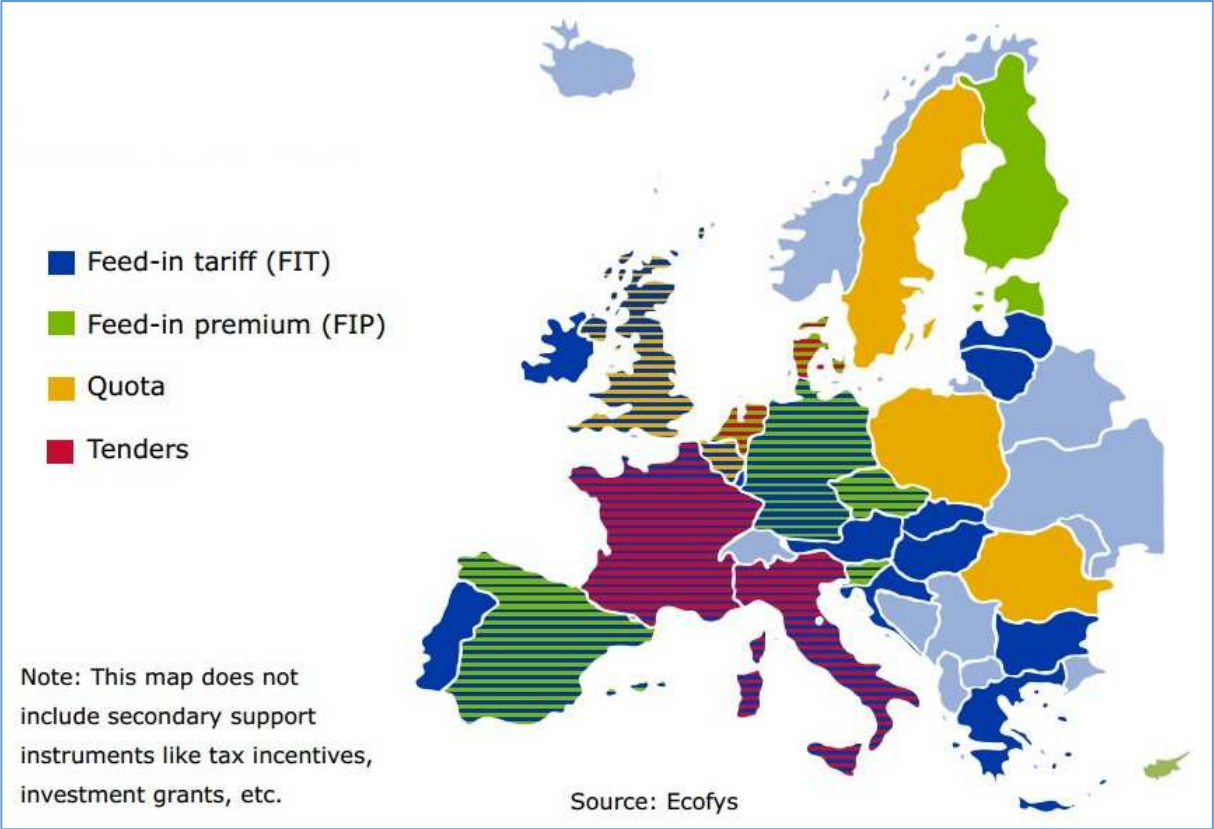 Feed-in tariff (FIT)
Feed-in premium (FIP)
Quota
Tenders
Note: This map does not
include secondary support
instruments like tax incentives,
investment grants, etc.
Source: Ecofys